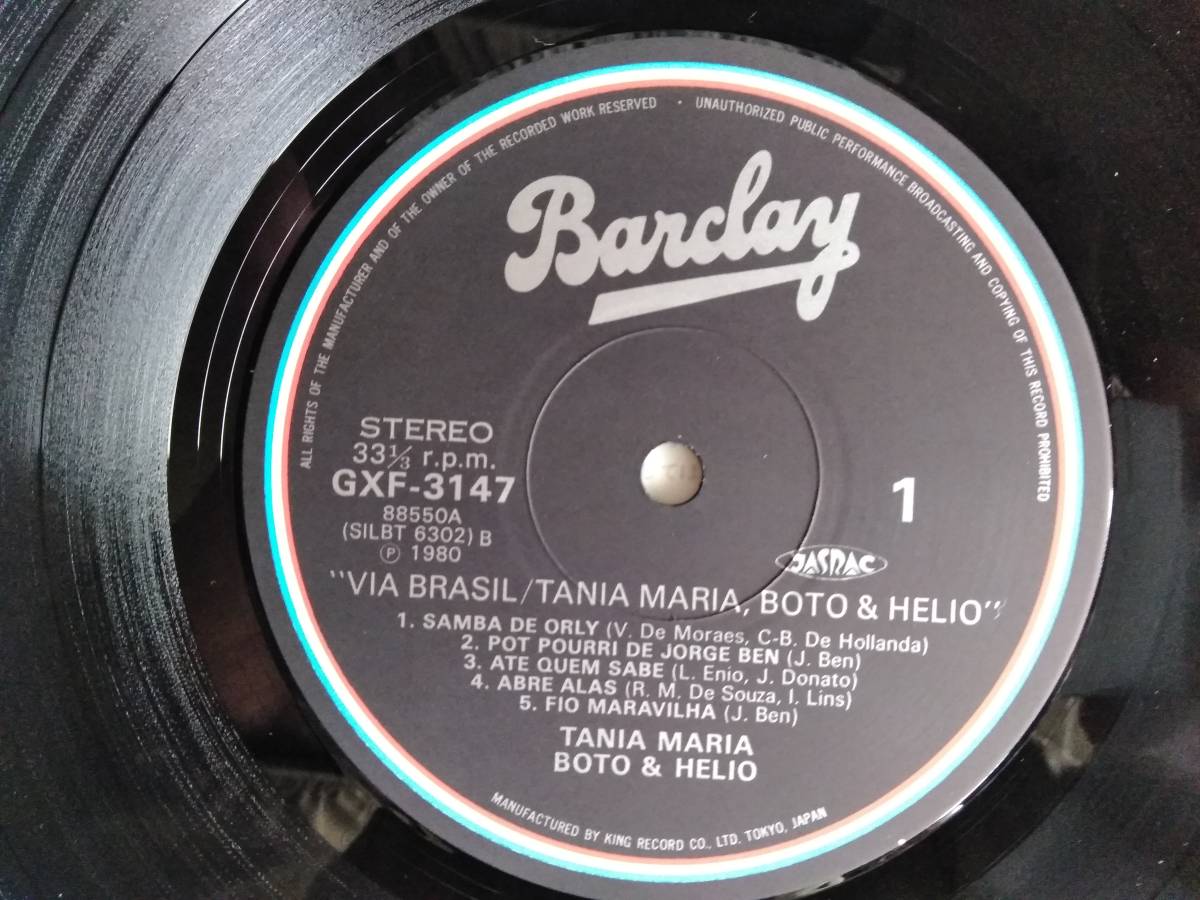 ALL RIGHTS OF THE MANUFACTURER AND OF THE OWNER OF THE RECORDED WORK RESERVED · UNAUTHORIZED PUBLIC PERFORMANCE BROADCASTING AND COPYING OF THIS RECORD PROHIBITED
Barclay
STEREO
33⅓ r.p.m.
GXF-3147
88550A
(SILBT 6302) B
Ⓟ 1980
1
JASRAC
"VIA BRASIL/TANIA MARIA, BOTO & HELIO"
1. SAMBA DE ORLY (V. De Moraes, C-B. De Hollanda)
2. POT POURRI DE JORGE BEN (J. Ben)
3. ATE QUEM SABE (L. Enio, J. Donato)
4. ABRE ALAS (R. M. De Souza, I. Lins)
5. FIO MARAVILHA (J. Ben)
TANIA MARIA
BOTO & HELIO
MANUFACTURED BY KING RECORD CO., LTD. TOKYO, JAPAN